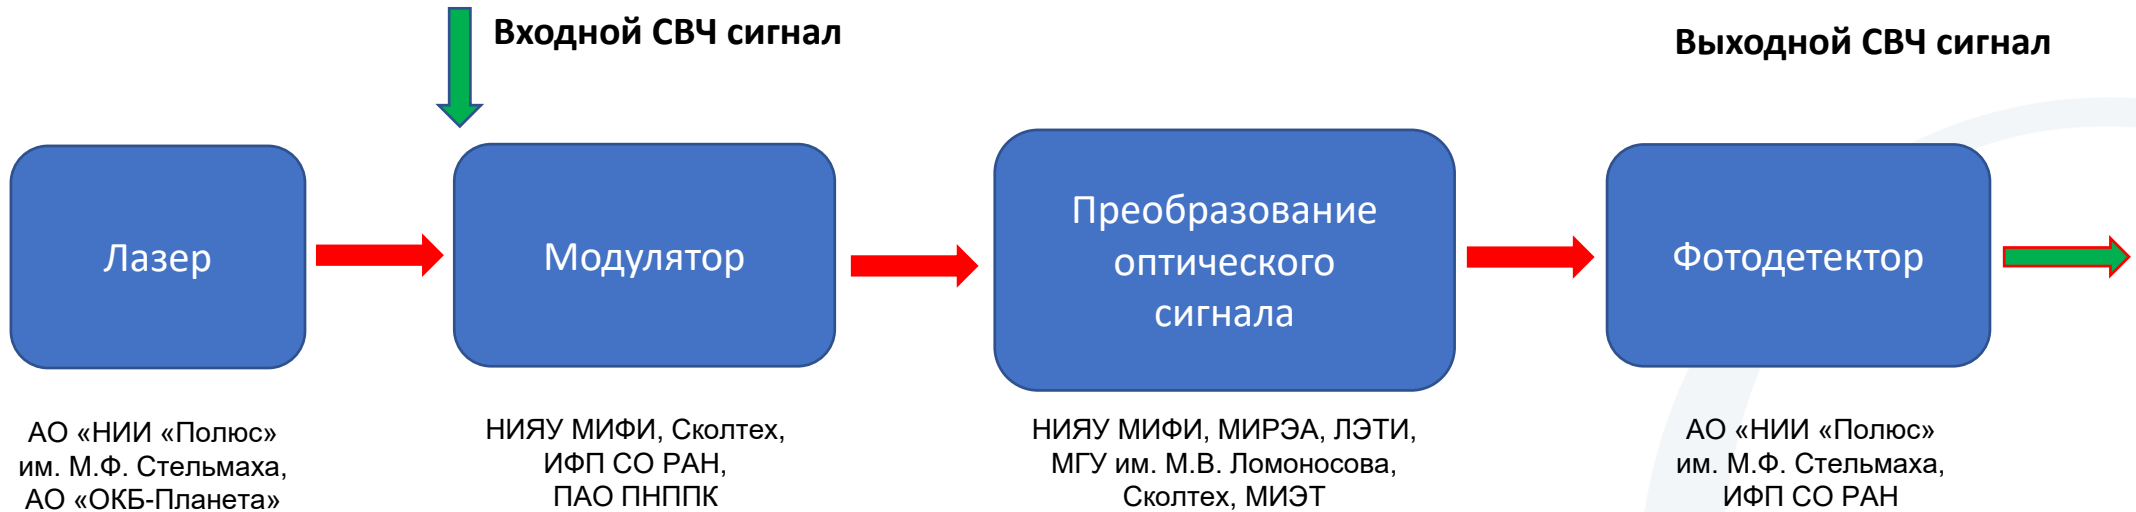 Входной СВЧ сигнал
Выходной СВЧ сигнал
Лазер
Модулятор
Преобразование
оптического
сигнала
Фотодетектор
АО «НИИ «Полюс»
им. М.Ф. Стельмаха,
АО «ОКБ-Планета»
НИЯУ МИФИ, Сколтех,
ИФП СО РАН,
ПАО ПНППК
НИЯУ МИФИ, МИРЭА, ЛЭТИ,
МГУ им. М.В. Ломоносова,
Сколтех, МИЭТ
АО «НИИ «Полюс»
им. М.Ф. Стельмаха,
ИФП СО РАН